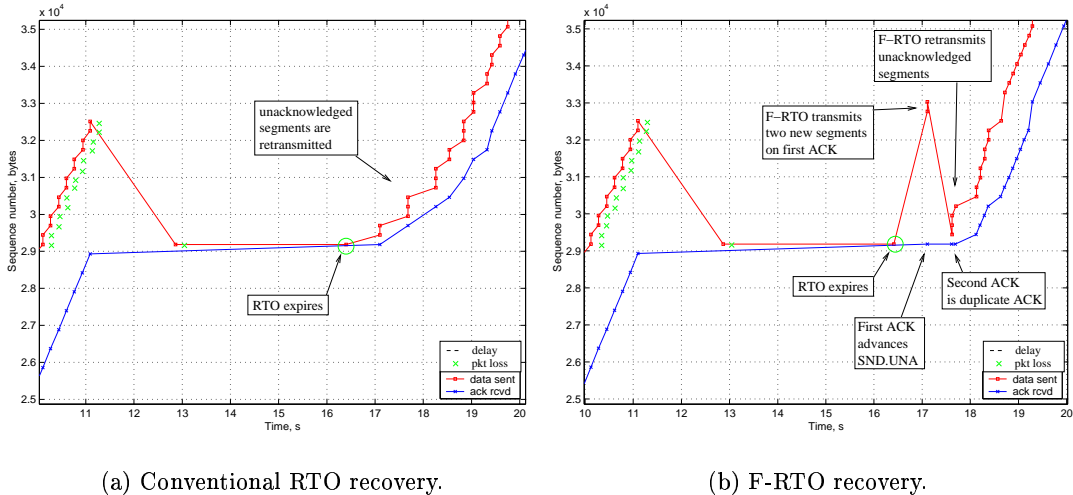 x 10⁴
3.5
3.4
3.3
3.2
3.1
3
2.9
2.8
2.7
2.6
2.5
Sequence number, bytes
11
12
13
14
15
16
17
18
19
20
Time, s
unacknowledged
segments are
retransmitted
RTO expires
delay
pkt loss
data sent
ack rcvd
(a) Conventional RTO recovery.
x 10⁴
3.5
3.4
3.3
3.2
3.1
3
2.9
2.8
2.7
2.6
2.5
Sequence number, bytes
10
11
12
13
14
15
16
17
18
19
20
Time, s
F–RTO retransmits
unacknowledged
segments
F–RTO transmits
two new segments
on first ACK
RTO expires
Second ACK
is duplicate ACK
First ACK
advances
SND.UNA
delay
pkt loss
data sent
ack rcvd
(b) F-RTO recovery.